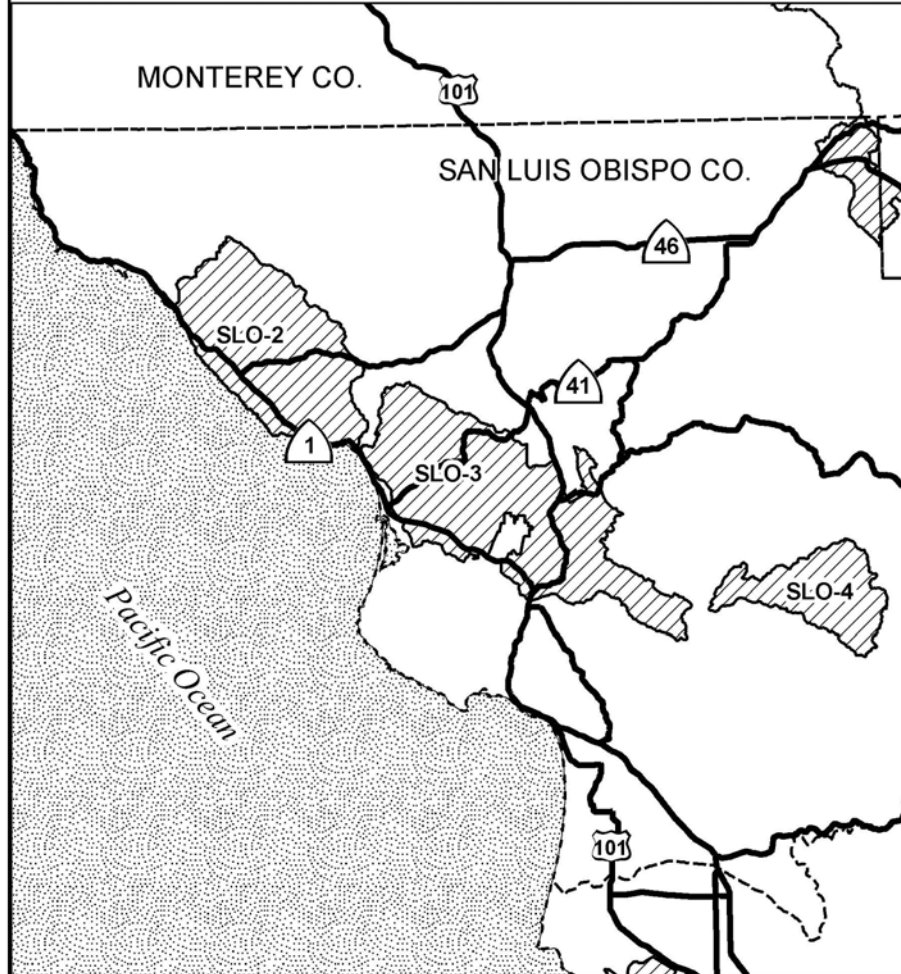 MONTEREY CO.
101
SAN LUIS OBISPO CO.
46
SLO-2
41
1
SLO-3
SLO-4
Pacific Ocean
101